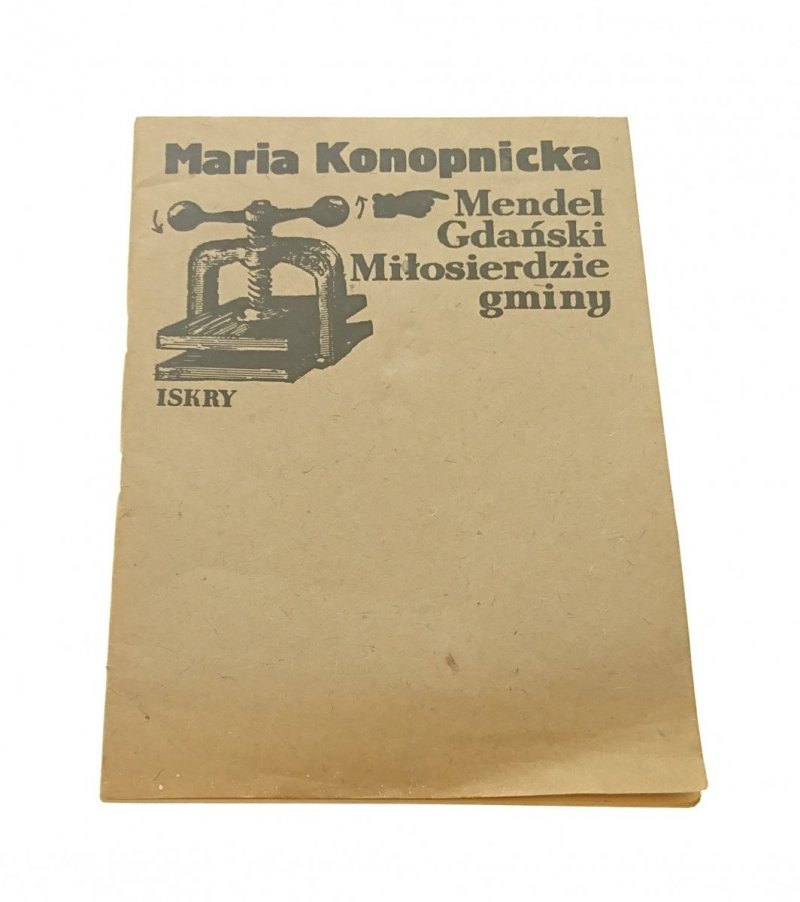 Maria Konopnicka
Mendel
Gdański
Miłosierdzie
gminy
ISKRY